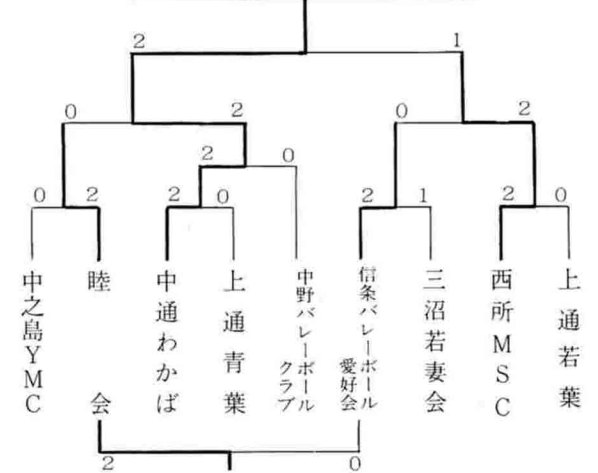 2 1
0 2 0 2
2 0
0 2 2 0 2 1 2 0
中之島YMC
睦会
中通わかば
上通青葉
中野バレーボール
クラブ
信条バレーボール
愛好会
三沼若妻会
西所MSC
上通若葉
2 0